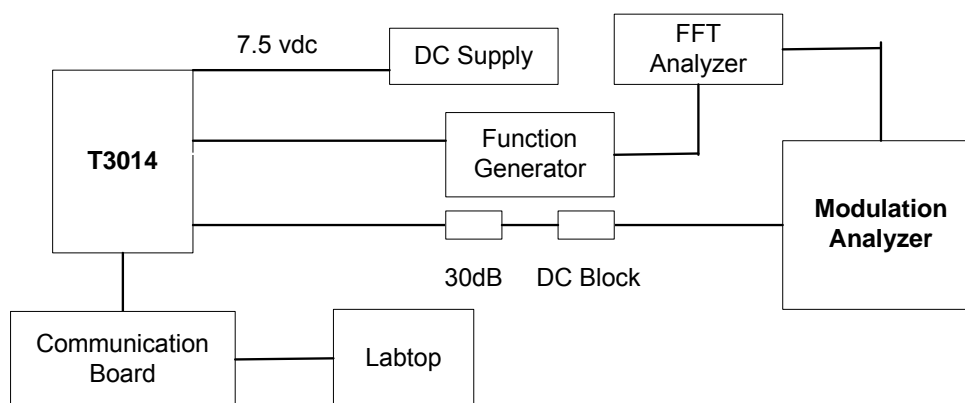 7.5 vdc
DC Supply
FFT
Analyzer
T3014
Function
Generator
Modulation
Analyzer
30dB
DC Block
Communication
Board
Labtop